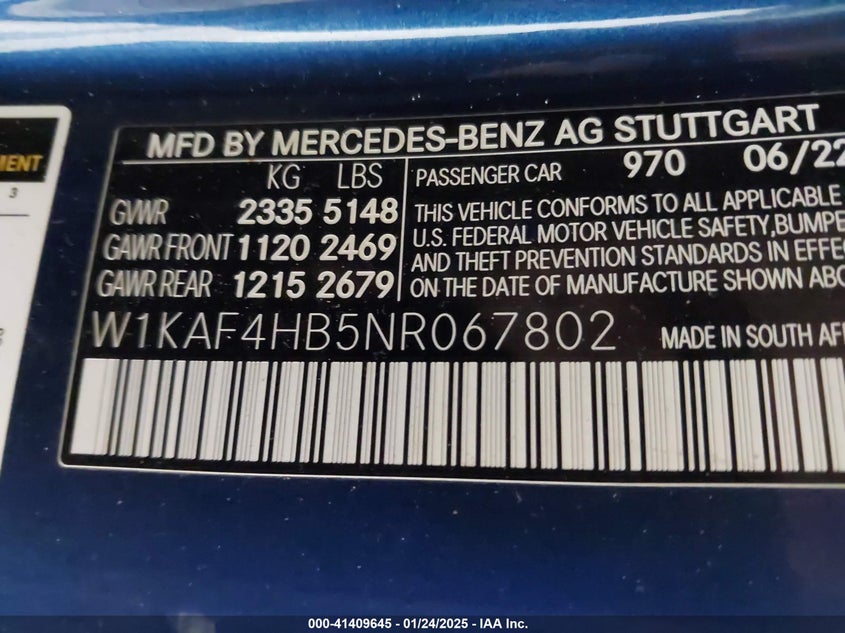 MENT
3
MFD BY MERCEDES-BENZ AG STUTTGART
KG LBS
GVWR 2335 5148
GAWR FRONT 1120 2469
GAWR REAR 1215 2679
PASSENGER CAR 970 06/22
THIS VEHICLE CONFORMS TO ALL APPLICABLE
U.S. FEDERAL MOTOR VEHICLE SAFETY, BUMPE
AND THEFT PREVENTION STANDARDS IN EFFEC
ON THE DATE OF MANUFACTURE SHOWN ABO
W1KAF4HB5NR067802 MADE IN SOUTH AFR
000-41409645 - 01/24/2025 - IAA Inc.